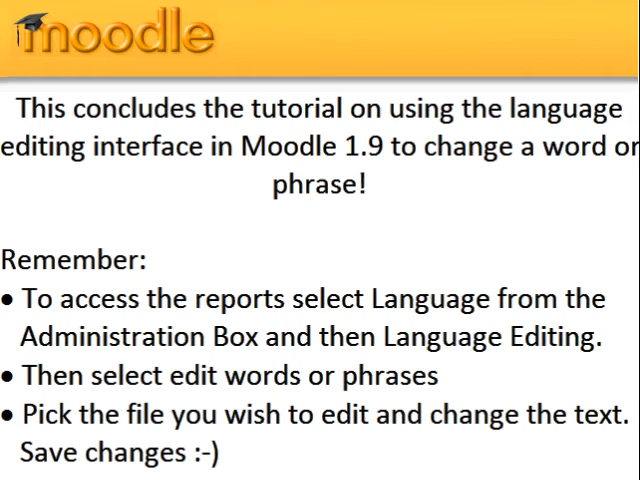 moodle
This concludes the tutorial on using the language
editing interface in Moodle 1.9 to change a word or
phrase!
Remember:
• To access the reports select Language from the
Administration Box and then Language Editing.
• Then select edit words or phrases
• Pick the file you wish to edit and change the text.
Save changes :-)